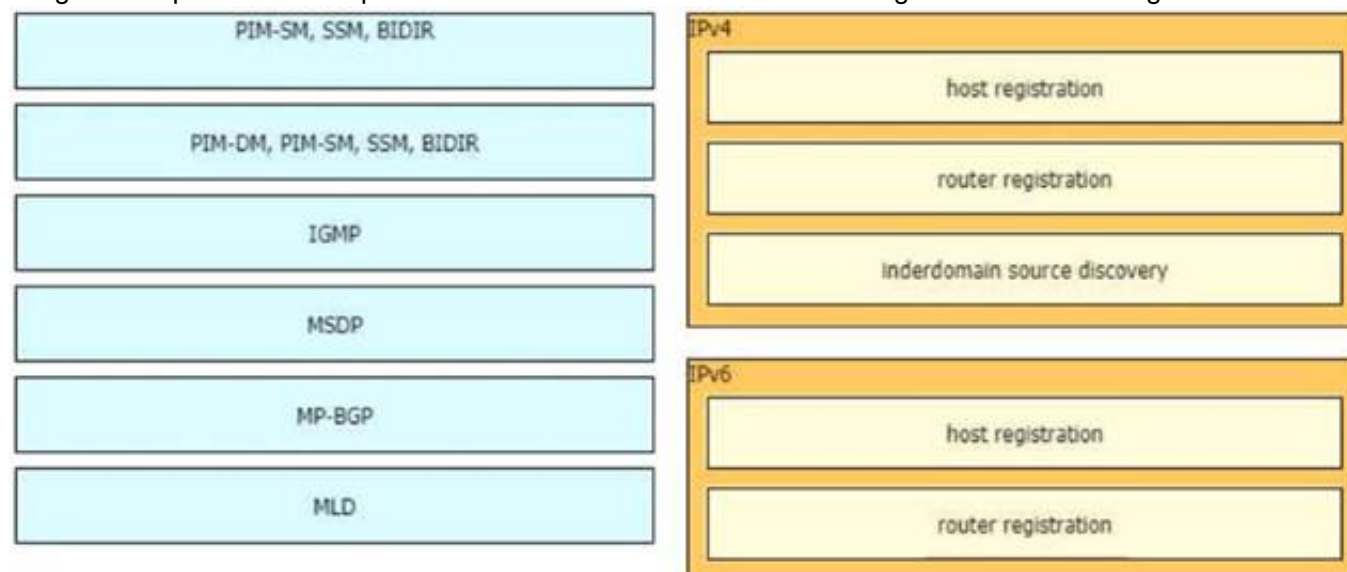 PIM-SM, SSM, BIDIR
PIM-DM, PIM-SM, SSM, BIDIR
IGMP
MSDP
MP-BGP
MLD
IPv4
host registration
router registration
Inderdomain source discovery
IPv6
host registration
router registration